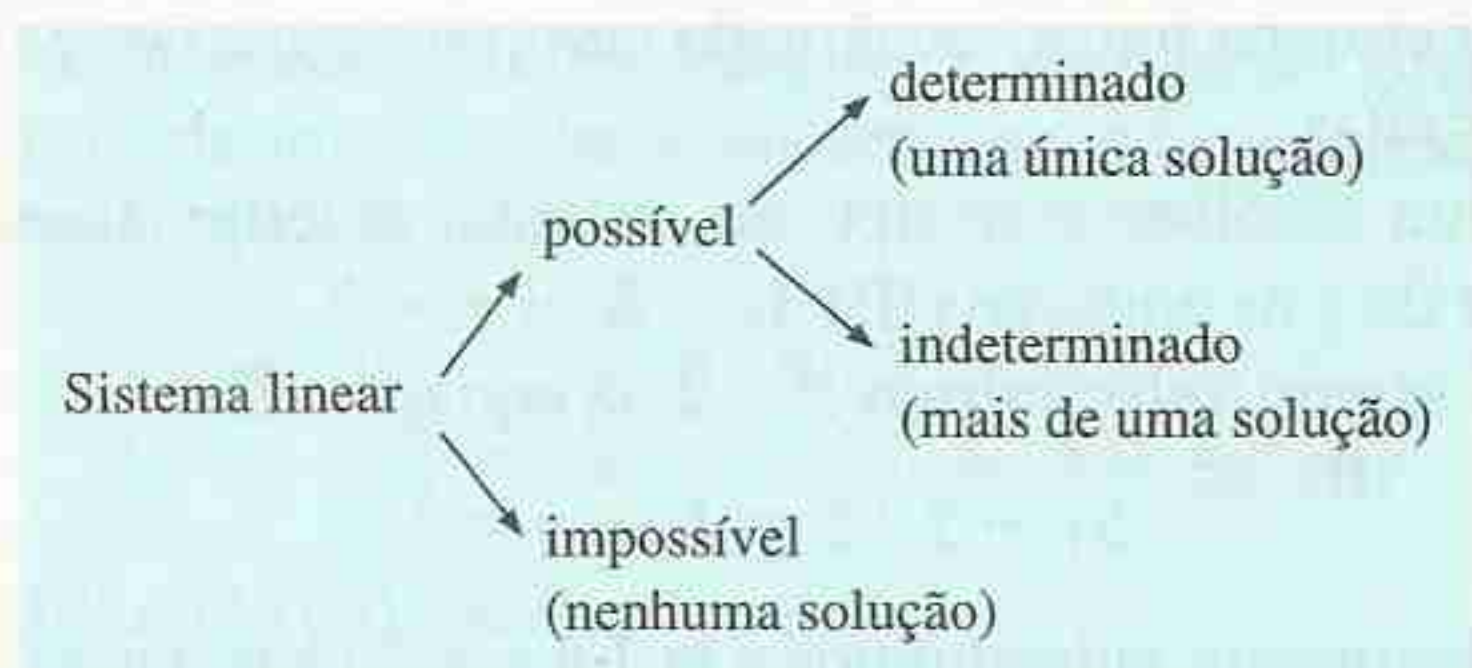 determinado
(uma única solução)
possível
indeterminado
(mais de uma solução)
Sistema linear
impossível
(nenhuma solução)